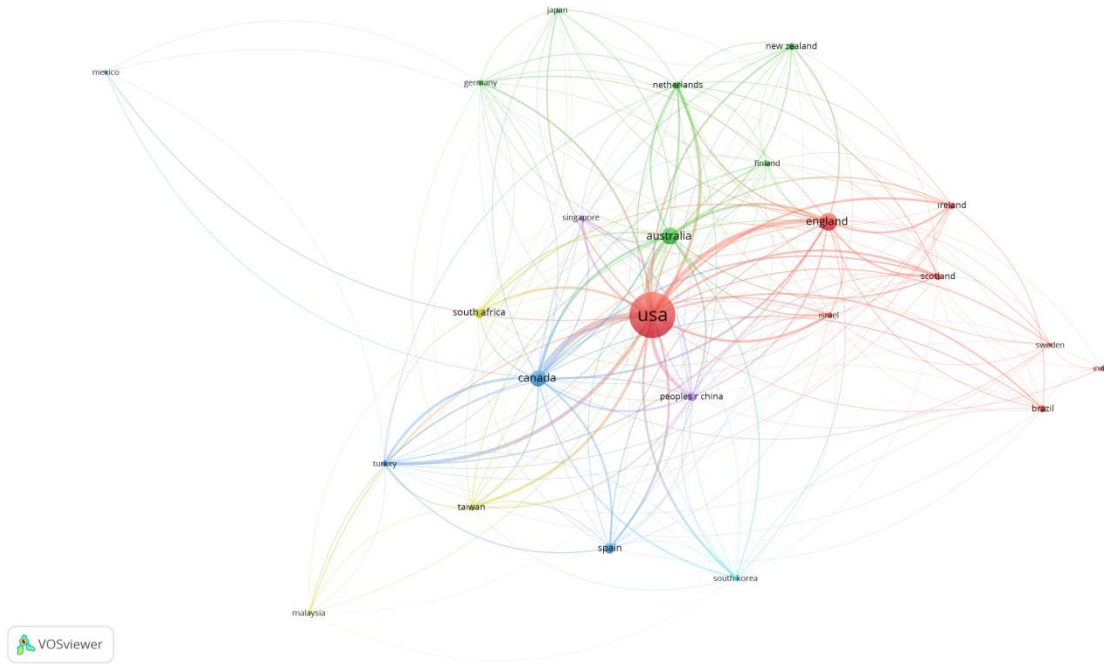 japan
new zealand
mexico
germany
netherlands
finland
ireland
singapore
england
australia
scotland
south africa
usa
israel
sweden
canada
peoples r china
brazil
turkey
taiwan
spain
south korea
malaysia
VOSviewer